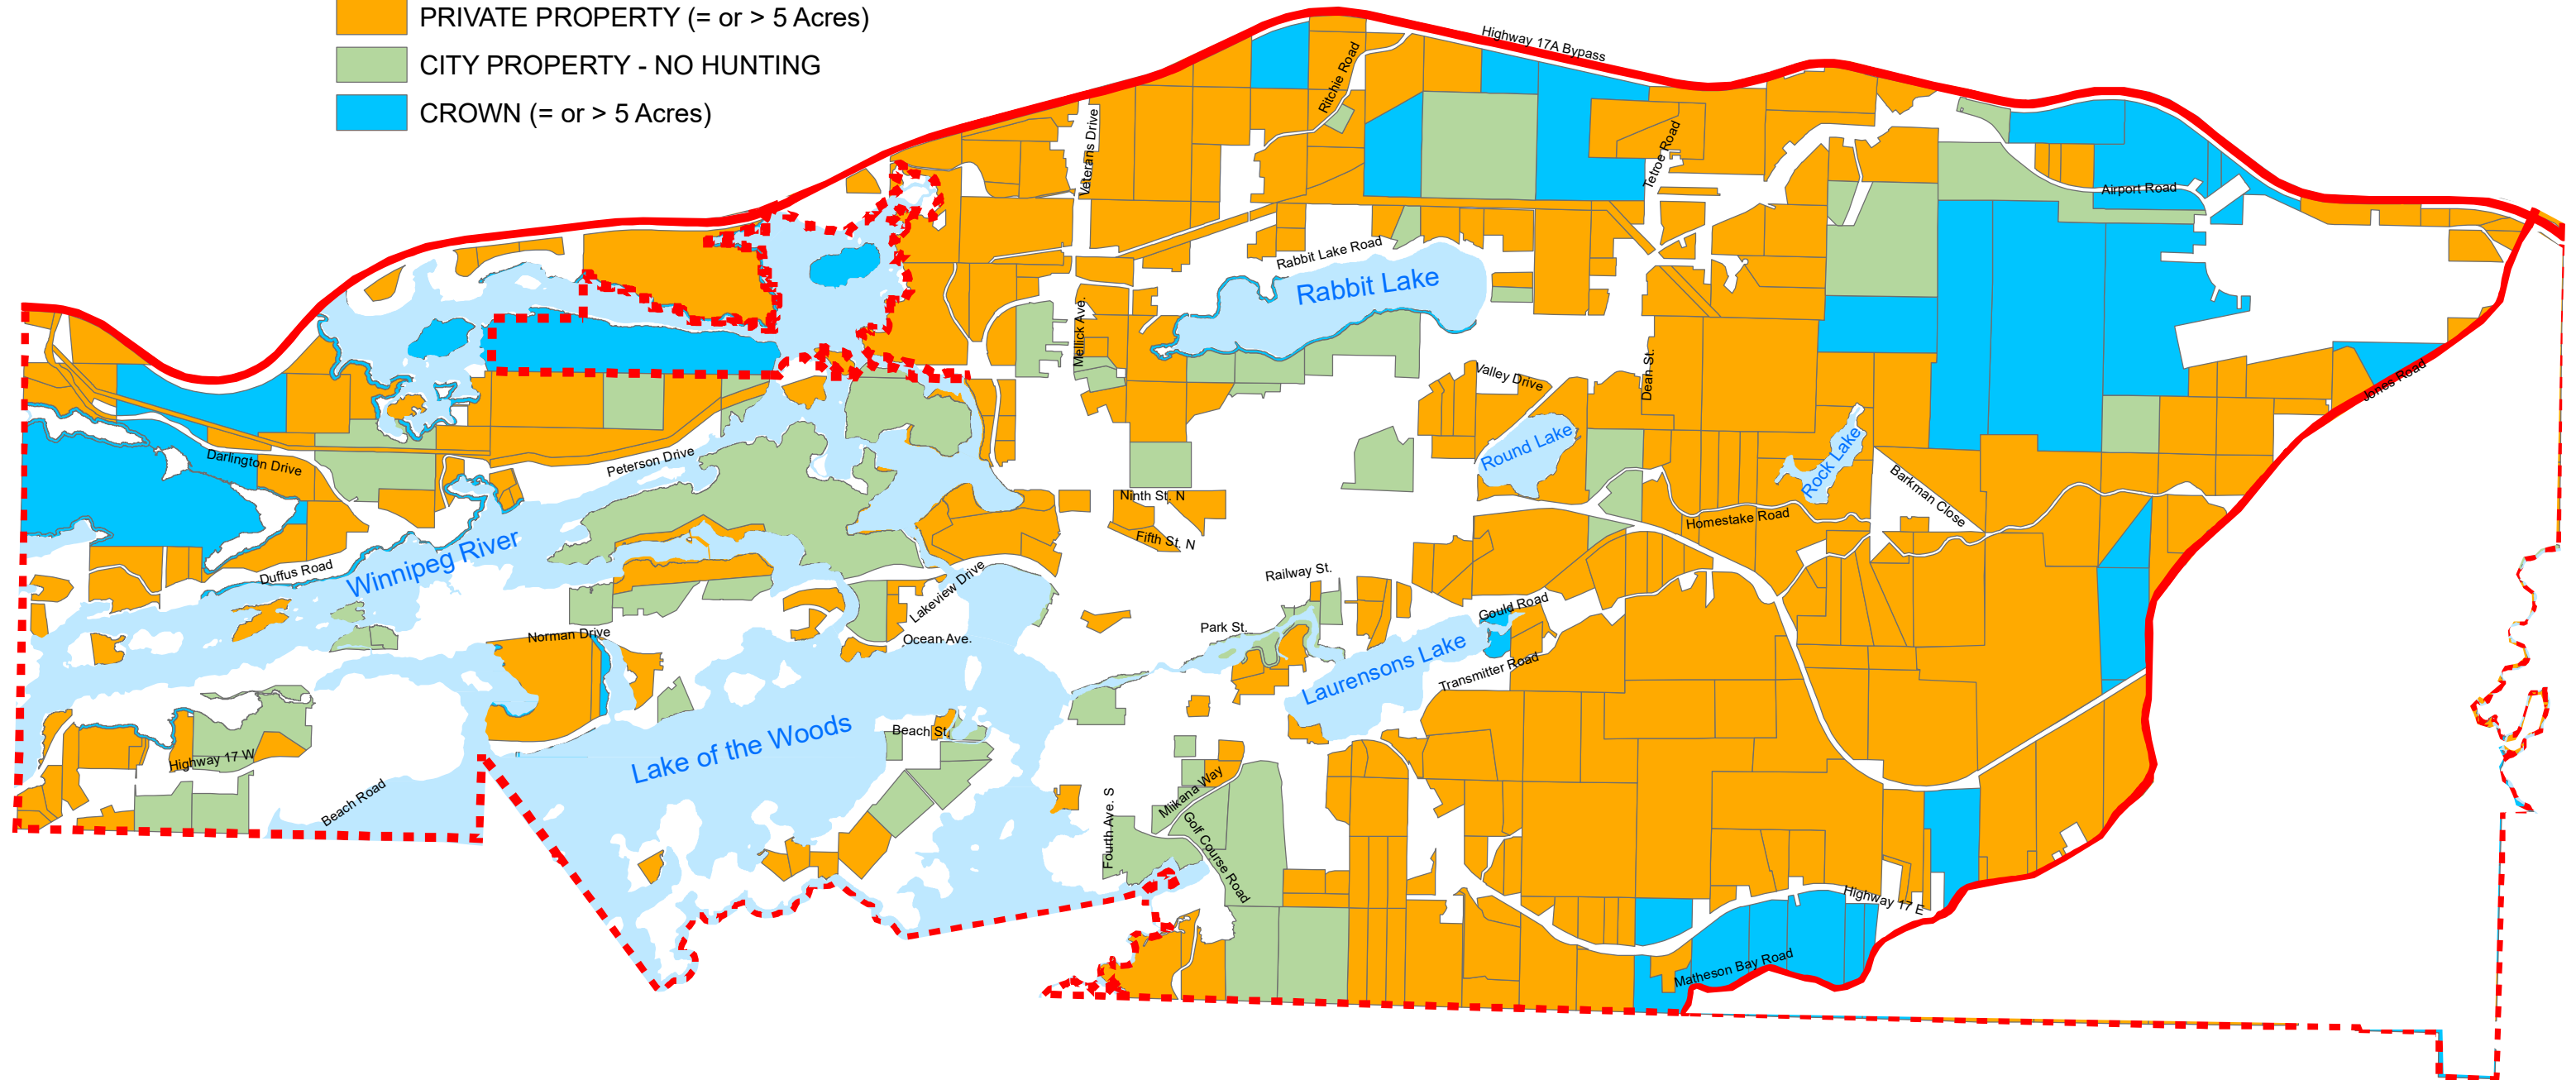 PRIVATE PROPERTY (= or > 5 Acres)
CITY PROPERTY - NO HUNTING
CROWN (= or > 5 Acres)
Highway 17A Bypass
Ritchie Road
Veterans Drive
Tetroe Road
Airport Road
Rabbit Lake Road
Rabbit Lake
Mellick Ave.
Dean St.
Valley Drive
Jones Road
Round Lake
Rock Lake
Barkman Close
Darlington Drive
Peterson Drive
Ninth St. N
Fifth St. N
Homestake Road
Winnipeg River
Duffus Road
Railway St.
Lakeview Drive
Gould Road
Park St.
Norman Drive
Ocean Ave.
Laurensons Lake
Transmitter Road
Lake of the Woods
Beach St.
Highway 17 W
Beach Road
Miikana Way
Fourth Ave. S
Golf Course Road
Highway 17 E
Matheson Bay Road